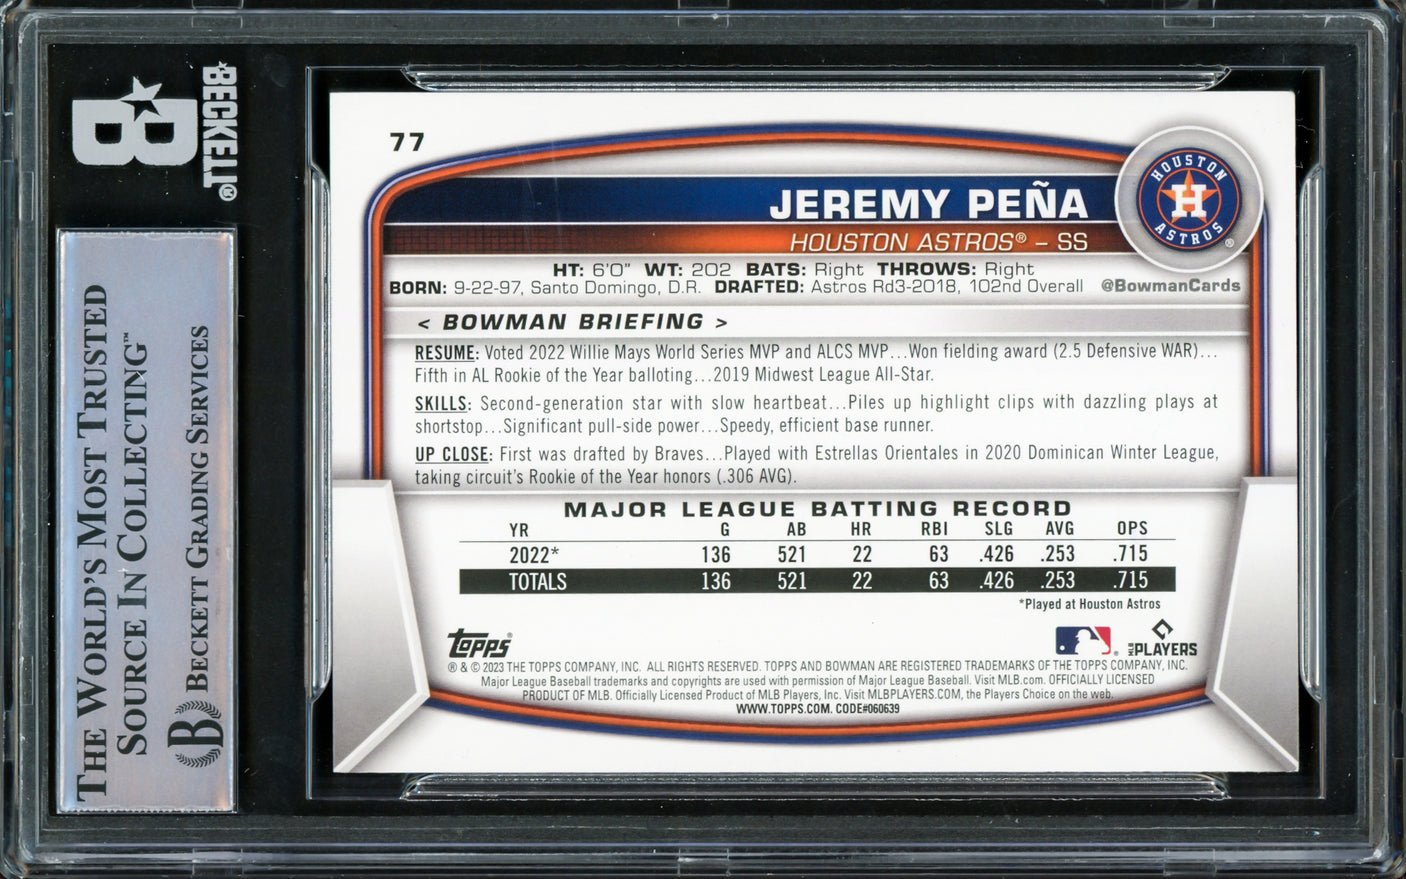 BECKETT®
THE WORLD'S MOST TRUSTED
SOURCE IN COLLECTING™
BECKETT GRADING SERVICES
77
HOUSTON
ASTROS
®
JEREMY PEÑA
HOUSTON ASTROS® – SS
HT: 6'0" WT: 202 BATS: Right THROWS: Right
BORN: 9-22-97, Santo Domingo, D.R. DRAFTED: Astros Rd3-2018, 102nd Overall @BowmanCards
< BOWMAN BRIEFING >
RESUME: Voted 2022 Willie Mays World Series MVP and ALCS MVP...Won fielding award (2.5 Defensive WAR)...
Fifth in AL Rookie of the Year balloting...2019 Midwest League All-Star.
SKILLS: Second-generation star with slow heartbeat...Piles up highlight clips with dazzling plays at
shortstop...Significant pull-side power...Speedy, efficient base runner.
UP CLOSE: First was drafted by Braves...Played with Estrellas Orientales in 2020 Dominican Winter League,
taking circuit's Rookie of the Year honors (.306 AVG).
MAJOR LEAGUE BATTING RECORD
YR G AB HR RBI SLG AVG OPS
2022* 136 521 22 63 .426 .253 .715
TOTALS 136 521 22 63 .426 .253 .715
*Played at Houston Astros
topps®
MLB PLAYERS
® & © 2023 THE TOPPS COMPANY, INC. ALL RIGHTS RESERVED. TOPPS AND BOWMAN ARE REGISTERED TRADEMARKS OF THE TOPPS COMPANY, INC.
Major League Baseball trademarks and copyrights are used with permission of Major League Baseball. Visit MLB.com. OFFICIALLY LICENSED
PRODUCT OF MLB. Officially Licensed Product of MLB Players, Inc. Visit MLBPLAYERS.COM, the Players Choice on the web.
WWW.TOPPS.COM. CODE#060639